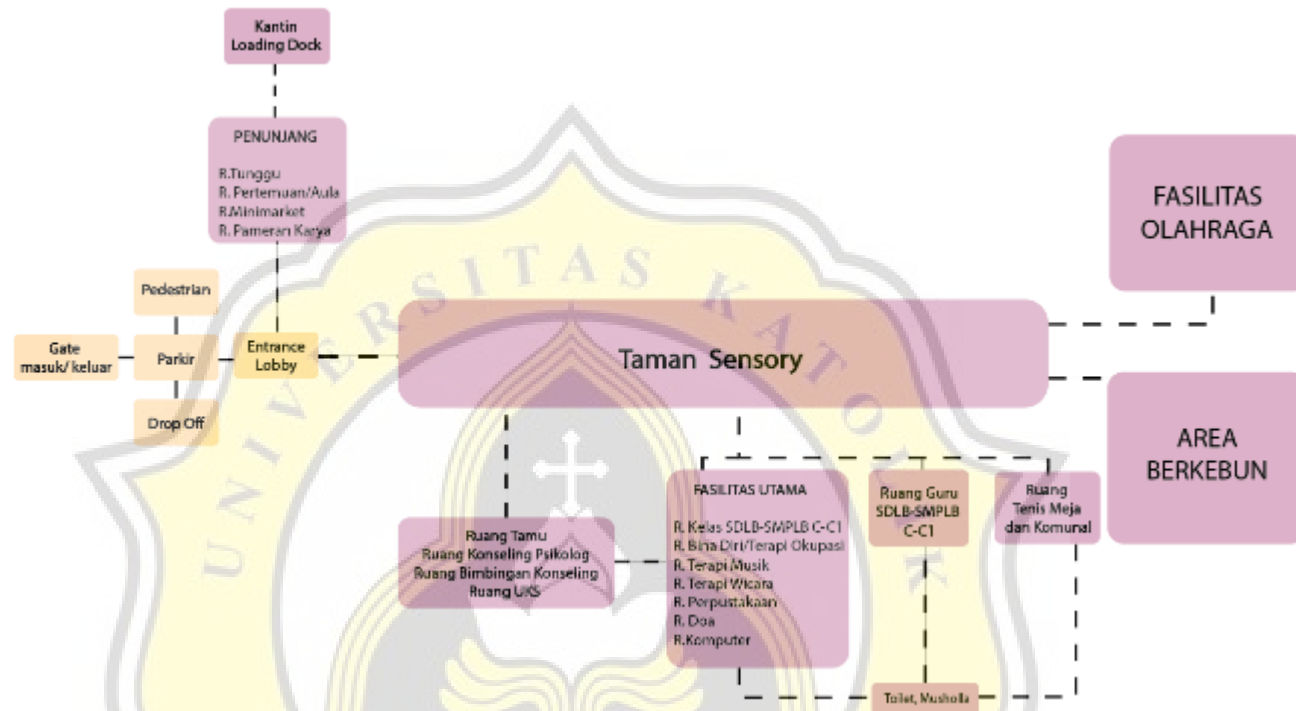 Kantin
Loading Dock
PENUNJANG
R.Tunggu
R. Pertemuan/Aula
R.Minimarket
R. Pameran Karya
FASILITAS
OLAHRAGA
Pedestrian
Gate
masuk/ keluar
Parkir
Entrance
Lobby
Drop Off
Taman Sensory
AREA
BERKEBUN
Ruang Tamu
Ruang Konseling Psikolog
Ruang Bimbingan Konseling
Ruang UKS
FASILITAS UTAMA
R. Kelas SDLB-SMPLB C-C1
R. Bina Diri/Terapi Okupasi
R. Terapi Musik
R. Terapi Wicara
R. Perpustakaan
R. Doa
R.Komputer
Ruang Guru
SDLB-SMPLB
C-C1
Ruang
Tenis Meja
dan Komunal
Toilet, Musholla
UNIVERSITAS KATOLIK